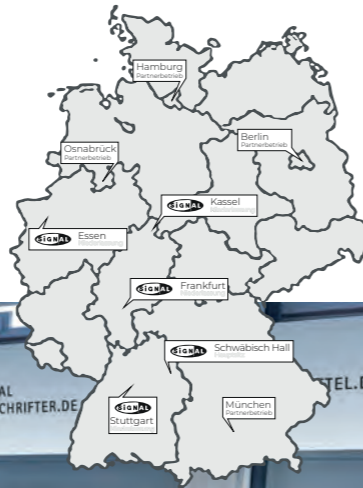 Hamburg
Partnerbetrieb
Berlin
Partnerbetrieb
Osnabrück
Partnerbetrieb
SIGNAL Kassel
Niederlassung
SIGNAL Essen
Niederlassung
SIGNAL Frankfurt
Niederlassung
SIGNAL Schwäbisch Hall
Hauptsitz
AL
CHRIFTER.DE
TTEL.D
SIGNAL
Stuttgart
Niederlassung
München
Partnerbetrieb